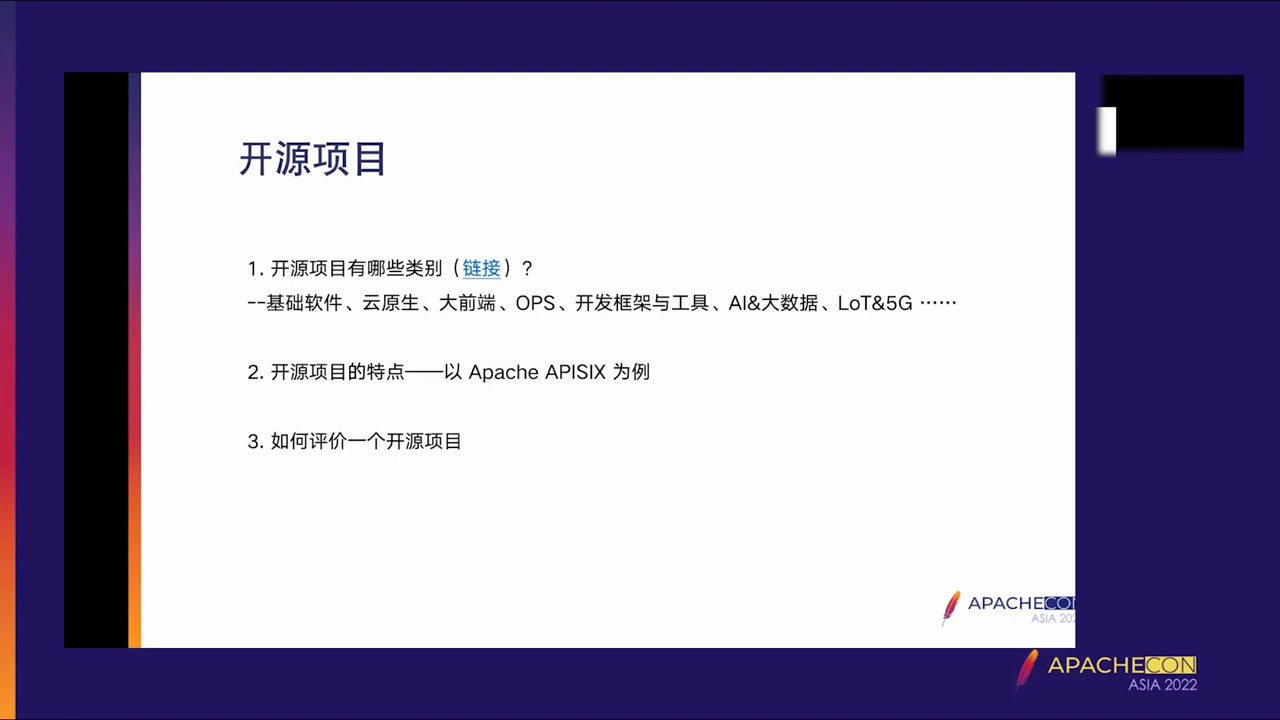 开源项目
1. 开源项目有哪些类别（链接）？
--基础软件、云原生、大前端、OPS、开发框架与工具、AI&大数据、LoT&5G ……
2. 开源项目的特点——以 Apache APISIX 为例
3. 如何评价一个开源项目
APACHECON
ASIA 202
APACHECON
ASIA 2022